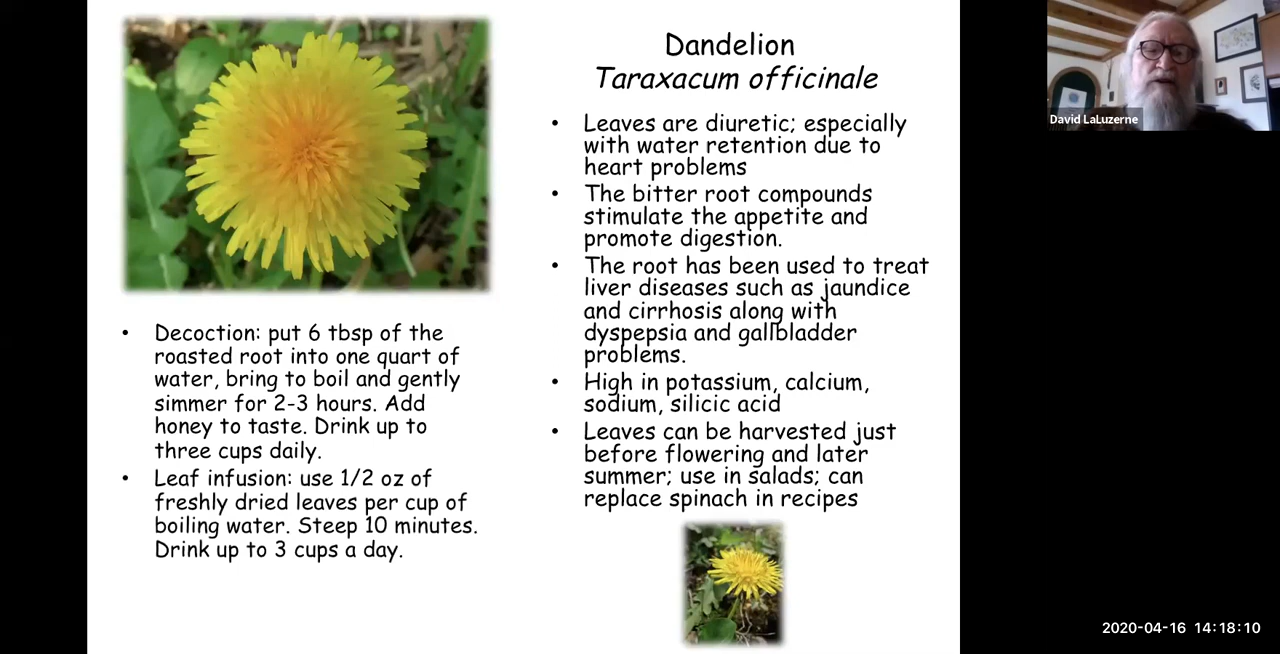 Dandelion
Taraxacum officinale
• Leaves are diuretic; especially
with water retention due to
heart problems
• The bitter root compounds
stimulate the appetite and
promote digestion.
• The root has been used to treat
liver diseases such as jaundice
and cirrhosis along with
dyspepsia and gallbladder
problems.
• High in potassium, calcium,
sodium, silicic acid
• Leaves can be harvested just
before flowering and later
summer; use in salads; can
replace spinach in recipes
• Decoction: put 6 tbsp of the
roasted root into one quart of
water, bring to boil and gently
simmer for 2-3 hours. Add
honey to taste. Drink up to
three cups daily.
• Leaf infusion: use 1/2 oz of
freshly dried leaves per cup of
boiling water. Steep 10 minutes.
Drink up to 3 cups a day.
David LaLuzerne
2020-04-16 14:18:10